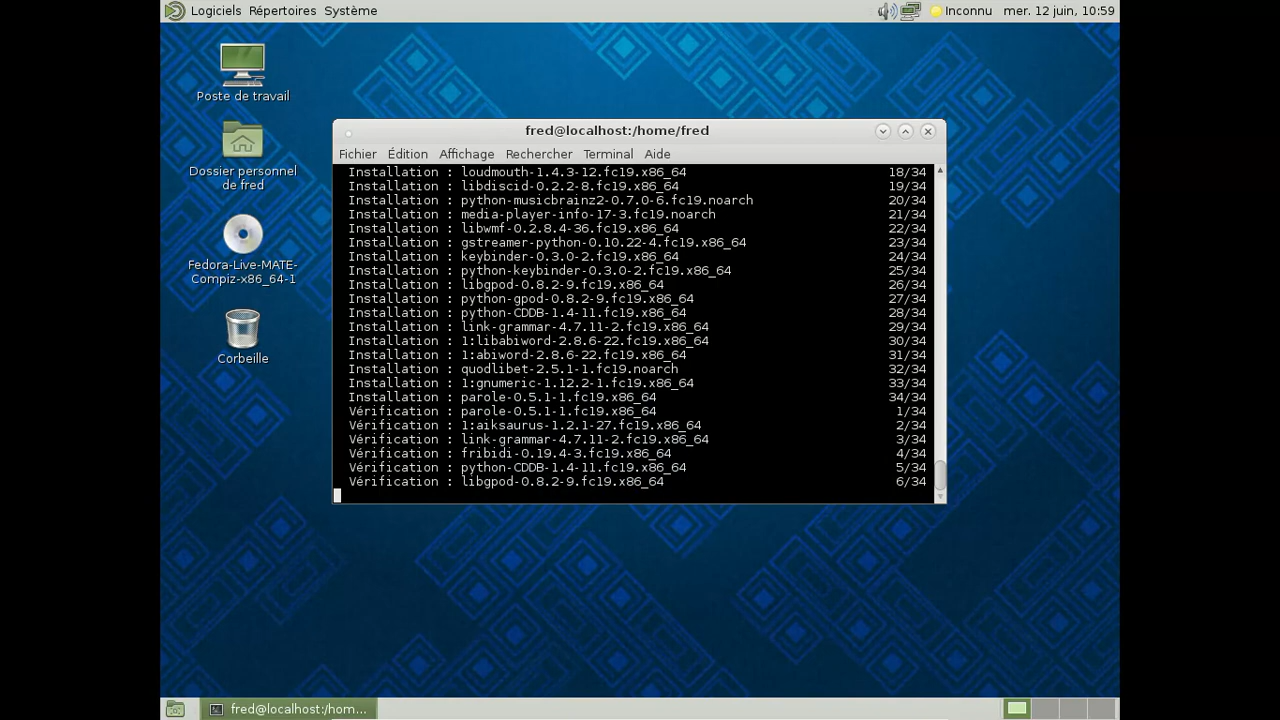 Logiciels Répertoires Système
Inconnu mer. 12 juin, 10:59
Poste de travail
Dossier personnel
de fred
Fedora-Live-MATE-
Compiz-x86_64-1
Corbeille
fred@localhost:/home/fred
Fichier Édition Affichage Rechercher Terminal Aide
Installation : loudmouth-1.4.3-12.fc19.x86_64 18/34
Installation : libdiscid-0.2.2-8.fc19.x86_64 19/34
Installation : python-musicbrainz2-0.7.0-6.fc19.noarch 20/34
Installation : media-player-info-17-3.fc19.noarch 21/34
Installation : libwmf-0.2.8.4-36.fc19.x86_64 22/34
Installation : gstreamer-python-0.10.22-4.fc19.x86_64 23/34
Installation : keybinder-0.3.0-2.fc19.x86_64 24/34
Installation : python-keybinder-0.3.0-2.fc19.x86_64 25/34
Installation : libgpod-0.8.2-9.fc19.x86_64 26/34
Installation : python-gpod-0.8.2-9.fc19.x86_64 27/34
Installation : python-CDDB-1.4-11.fc19.x86_64 28/34
Installation : link-grammar-4.7.11-2.fc19.x86_64 29/34
Installation : 1:libabiword-2.8.6-22.fc19.x86_64 30/34
Installation : 1:abiword-2.8.6-22.fc19.x86_64 31/34
Installation : quodlibet-2.5.1-1.fc19.noarch 32/34
Installation : 1:gnumeric-1.12.2-1.fc19.x86_64 33/34
Installation : parole-0.5.1-1.fc19.x86_64 34/34
Vérification : parole-0.5.1-1.fc19.x86_64 1/34
Vérification : 1:aiksaurus-1.2.1-27.fc19.x86_64 2/34
Vérification : link-grammar-4.7.11-2.fc19.x86_64 3/34
Vérification : fribidi-0.19.4-3.fc19.x86_64 4/34
Vérification : python-CDDB-1.4-11.fc19.x86_64 5/34
Vérification : libgpod-0.8.2-9.fc19.x86_64 6/34
fred@localhost:/hom...